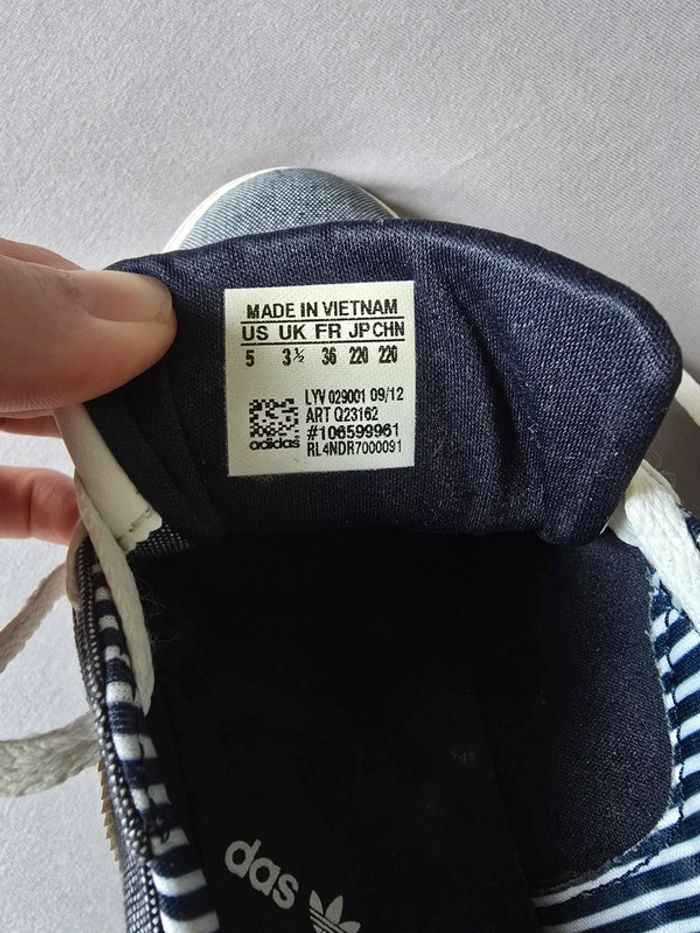 MADE IN VIETNAM
US UK FR JP CHN
5 3½ 36 220 220
LYV 029001 09/12
ART Q23162
#106599961
adidas RL4NDR7000091
das